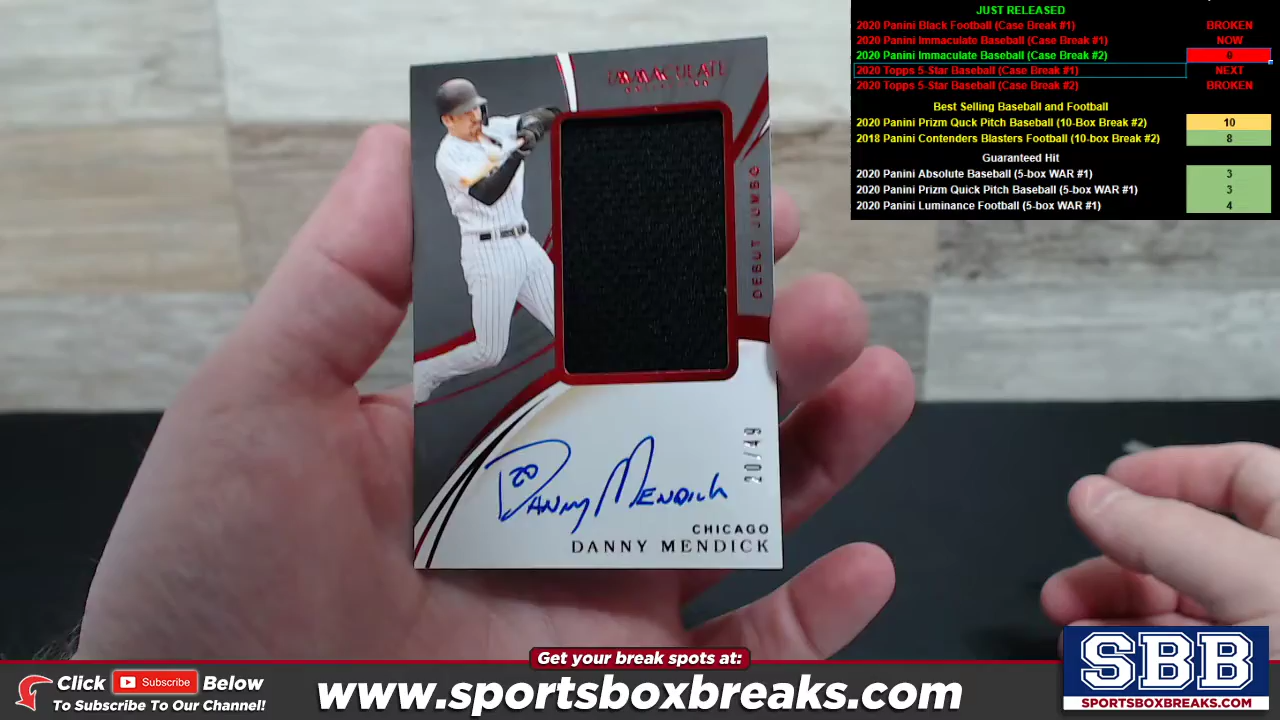 JUST RELEASED
2020 Panini Black Football (Case Break #1) BROKEN
2020 Panini Immaculate Baseball (Case Break #1) NOW
2020 Panini Immaculate Baseball (Case Break #2) 9
2020 Topps 5-Star Baseball (Case Break #1) NEXT
2020 Topps 5-Star Baseball (Case Break #2) BROKEN
Best Selling Baseball and Football
2020 Panini Prizm Quck Pitch Baseball (10-Box Break #2) 10
2018 Panini Contenders Blasters Football (10-box Break #2) 8
Guaranteed Hit
2020 Panini Absolute Baseball (5-box WAR #1) 3
2020 Panini Prizm Quick Pitch Baseball (5-box WAR #1) 3
2020 Panini Luminance Football (5-box WAR #1) 4
IMMACULATE
COLLECTION
DEBUT JUMBO
20
Danny Mendick
20/49
CHICAGO
DANNY MENDICK
Get your break spots at:
Click Subscribe Below
To Subscribe To Our Channel!
www.sportsboxbreaks.com
SBB
SPORTSBOXBREAKS.COM